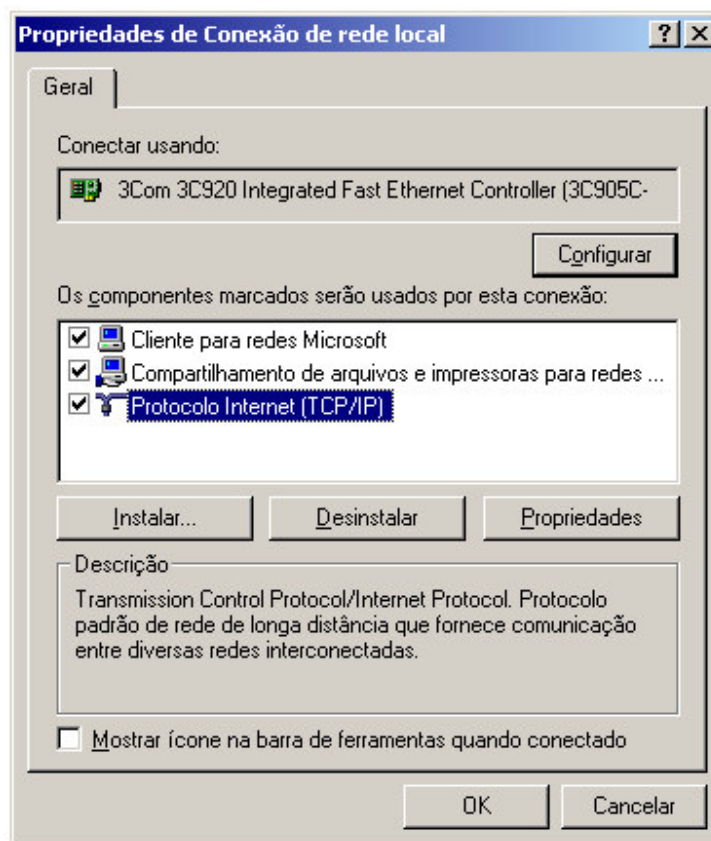 Propriedades de Conexão de rede local
Geral
Conectar usando:
3Com 3C920 Integrated Fast Ethernet Controller (3C905C-
Configurar
Os componentes marcados serão usados por esta conexão:
Cliente para redes Microsoft
Compartilhamento de arquivos e impressoras para redes ...
Protocolo Internet (TCP/IP)
Instalar... Desinstalar Propriedades
Descrição
Transmission Control Protocol/Internet Protocol. Protocolo
padrão de rede de longa distância que fornece comunicação
entre diversas redes interconectadas.
Mostrar ícone na barra de ferramentas quando conectado
OK Cancelar